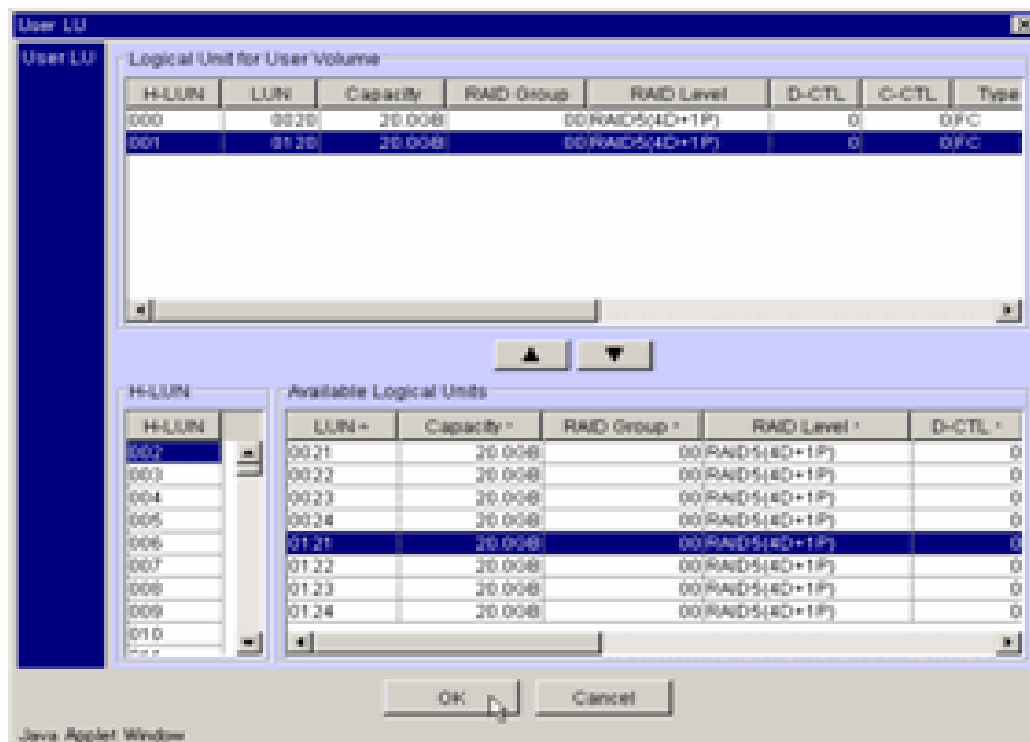 User LU
User LU
Logical Unit for User Volume
H-LUN LUN Capacity RAID Group RAID Level D-CTL C-CTL Type
000 0020 20.0GB 00 RAID5(4D+1P) 0 0 FC
001 0120 20.0GB 00 RAID5(4D+1P) 0 0 FC
H-LUN
H-LUN
002
003
004
005
006
007
008
009
010
Available Logical Units
LUN Capacity RAID Group RAID Level D-CTL
0021 20.0GB 00 RAID5(4D+1P) 0
0022 20.0GB 00 RAID5(4D+1P) 0
0023 20.0GB 00 RAID5(4D+1P) 0
0024 20.0GB 00 RAID5(4D+1P) 0
0121 20.0GB 00 RAID5(4D+1P) 0
0122 20.0GB 00 RAID5(4D+1P) 0
0123 20.0GB 00 RAID5(4D+1P) 0
0124 20.0GB 00 RAID5(4D+1P) 0
OK Cancel
Java Applet Window